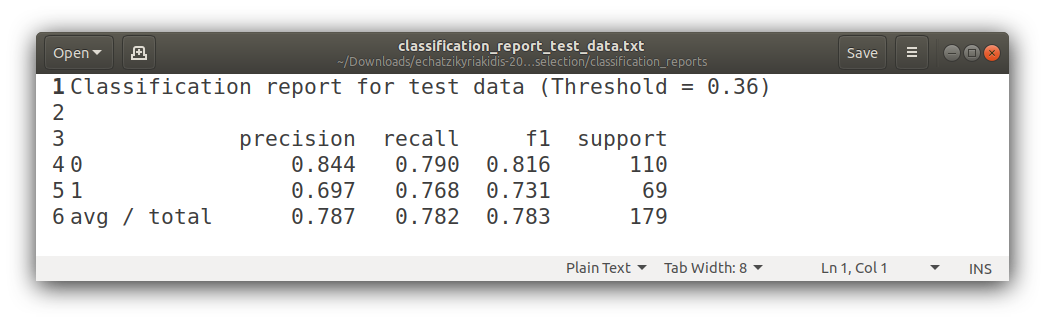 Open
classification_report_test_data.txt
~/Downloads/echatzikyriakidis-20...selection/classification_reports
Save
1 Classification report for test data (Threshold = 0.36)
2
3 precision recall f1 support
4 0 0.844 0.790 0.816 110
5 1 0.697 0.768 0.731 69
6 avg / total 0.787 0.782 0.783 179
Plain Text Tab Width: 8 Ln 1, Col 1 INS